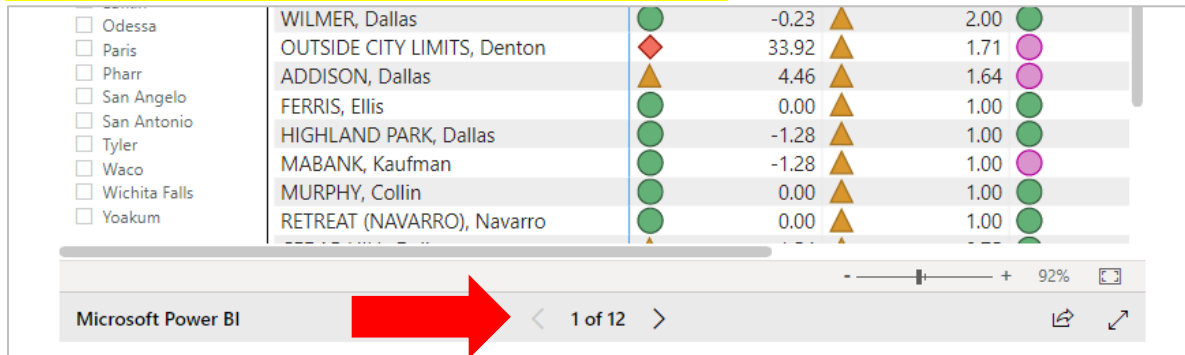 Odessa
Paris
Pharr
San Angelo
San Antonio
Tyler
Waco
Wichita Falls
Yoakum
WILMER, Dallas -0.23 2.00
OUTSIDE CITY LIMITS, Denton 33.92 1.71
ADDISON, Dallas 4.46 1.64
FERRIS, Ellis 0.00 1.00
HIGHLAND PARK, Dallas -1.28 1.00
MABANK, Kaufman -1.28 1.00
MURPHY, Collin 0.00 1.00
RETREAT (NAVARRO), Navarro 0.00 1.00
- + 92%
Microsoft Power BI 1 of 12